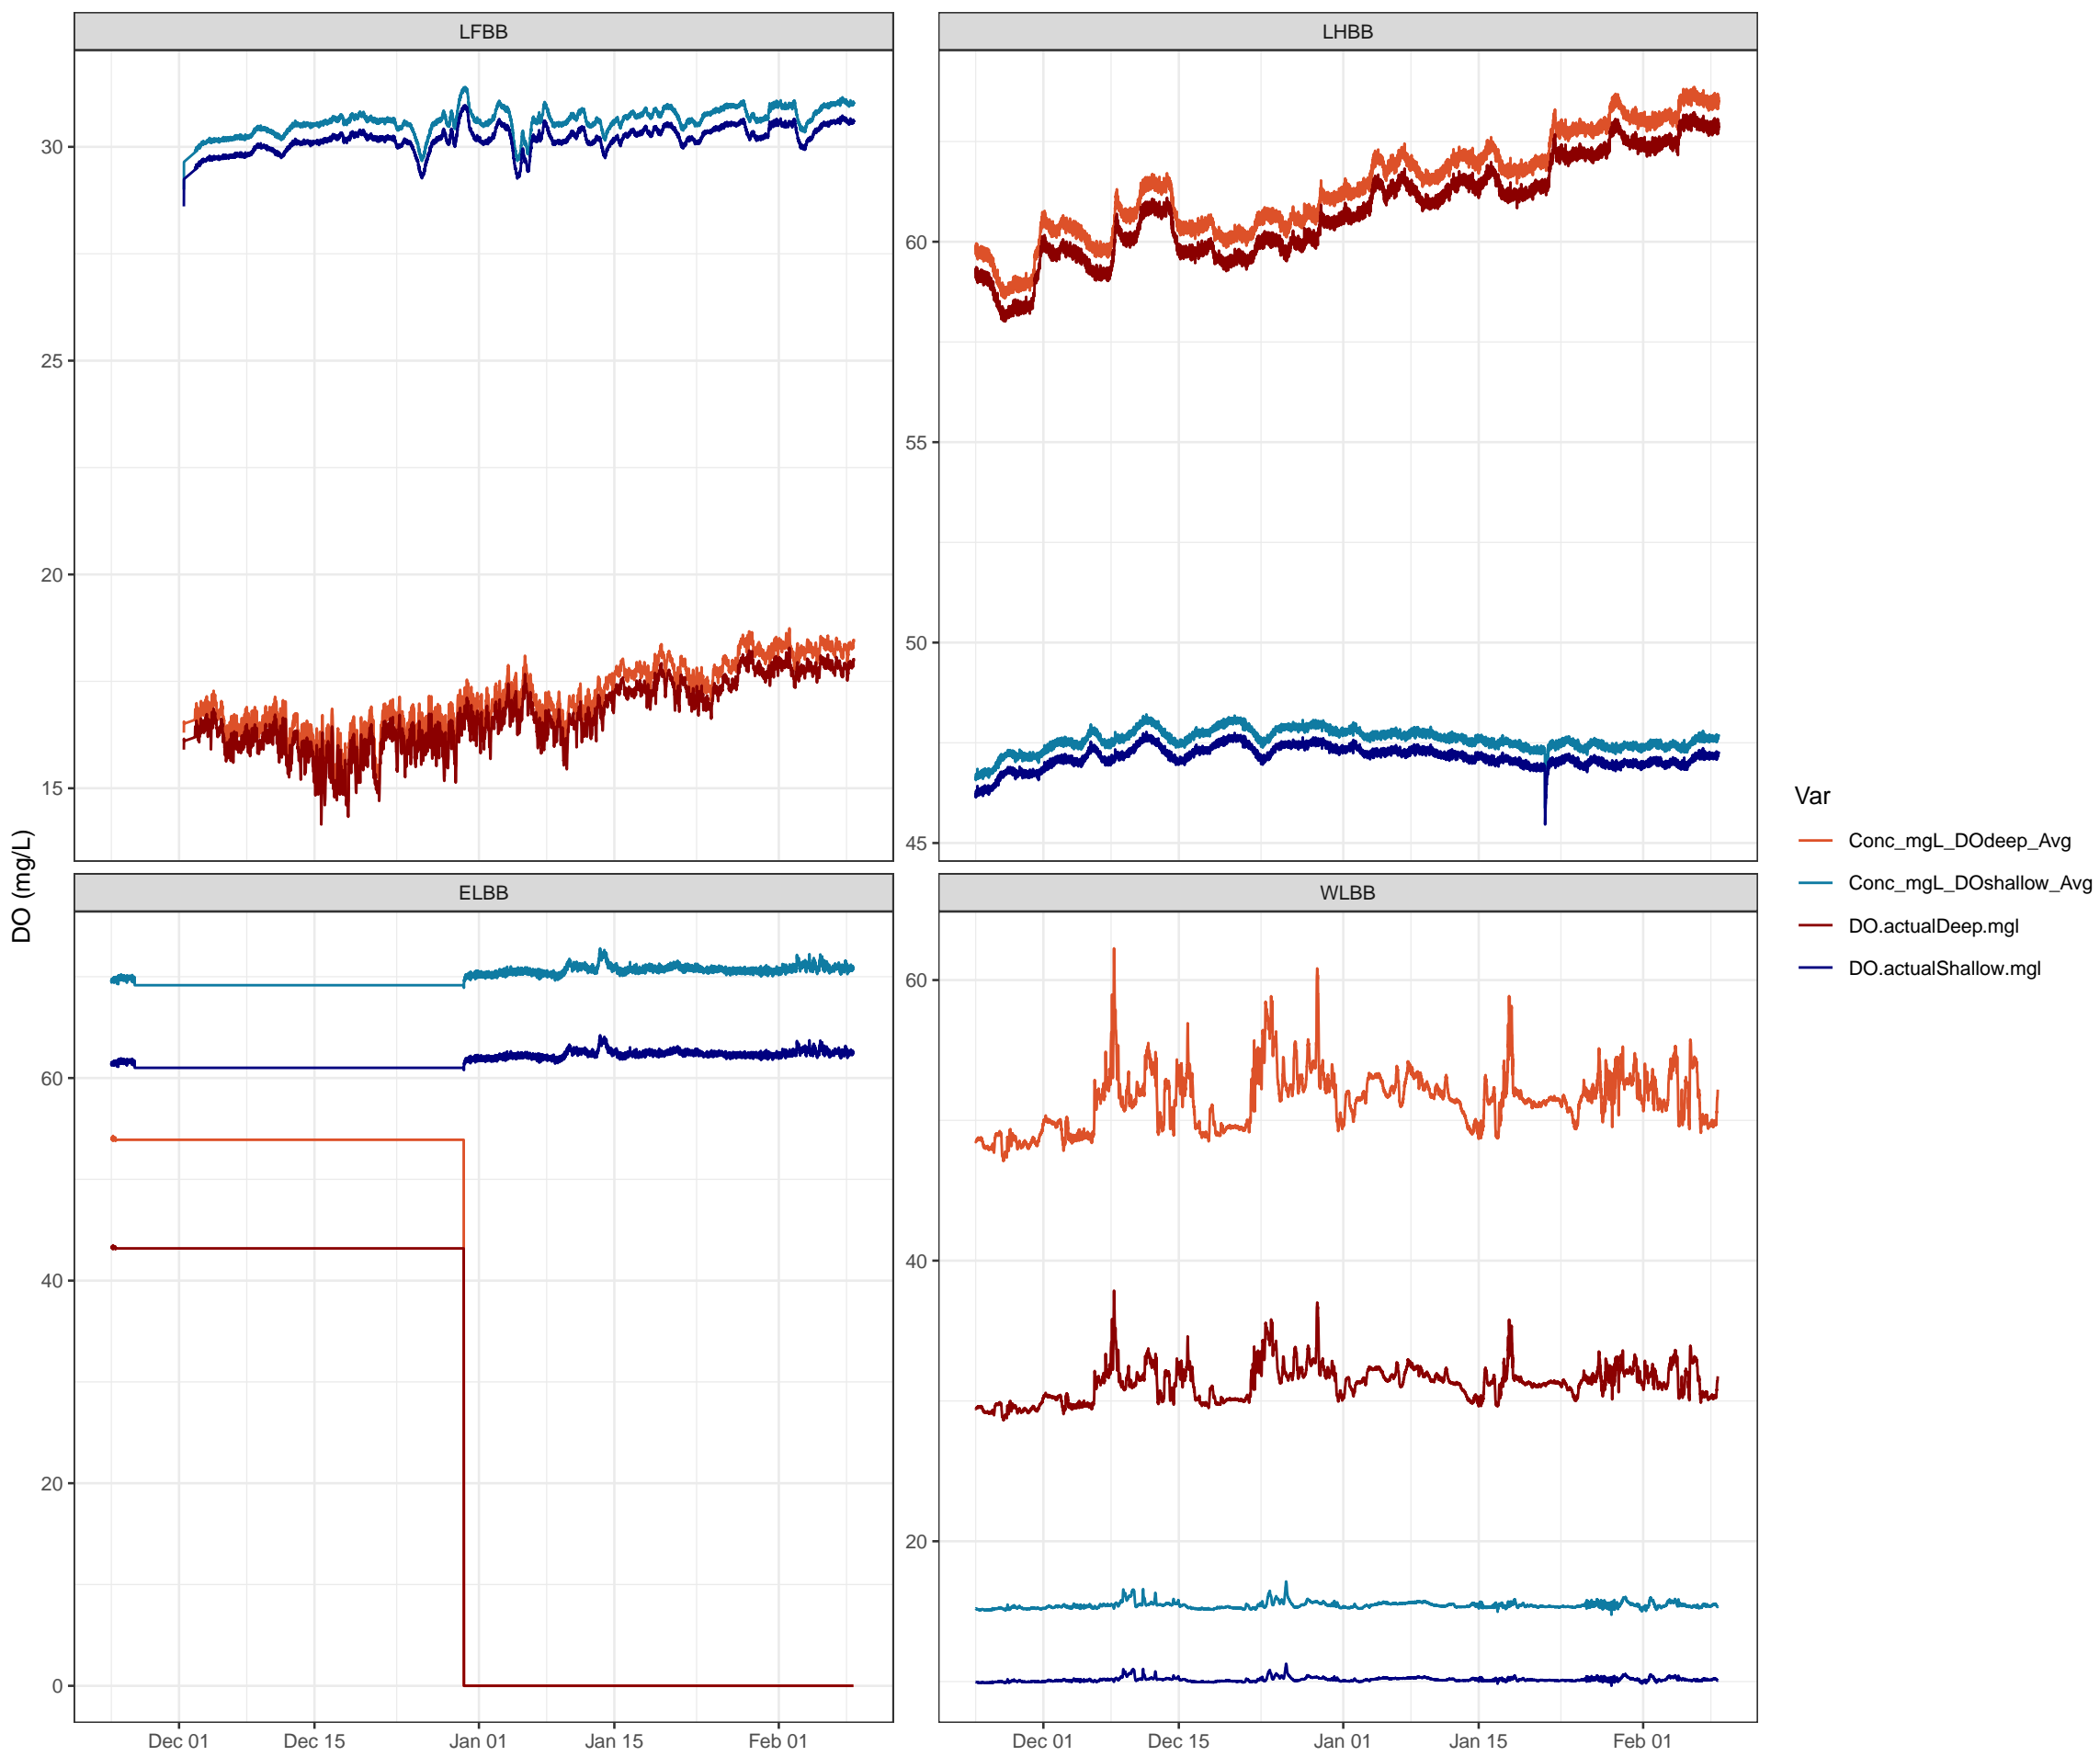 LFBB
LHBB
30
25
20
15
60
55
50
45
DO (mg/L)
ELBB
WLBB
60
40
20
0
60
40
20
Dec 01 Dec 15 Jan 01 Jan 15 Feb 01
Dec 01 Dec 15 Jan 01 Jan 15 Feb 01
Var
Conc_mgL_DOdeep_Avg
Conc_mgL_DOshallow_Avg
DO.actualDeep.mgl
DO.actualShallow.mgl